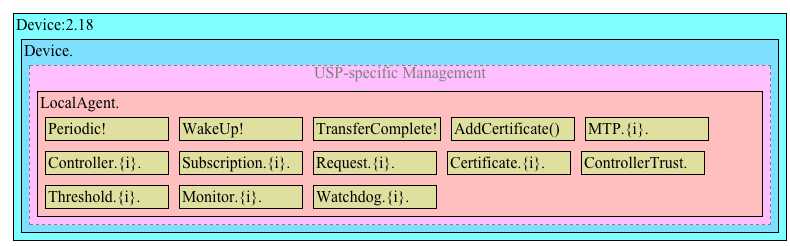 Device:2.18
Device.
USP-specific Management
LocalAgent.
Periodic! WakeUp! TransferComplete! AddCertificate() MTP.{i}.
Controller.{i}. Subscription.{i}. Request.{i}. Certificate.{i}. ControllerTrust.
Threshold.{i}. Monitor.{i}. Watchdog.{i}.